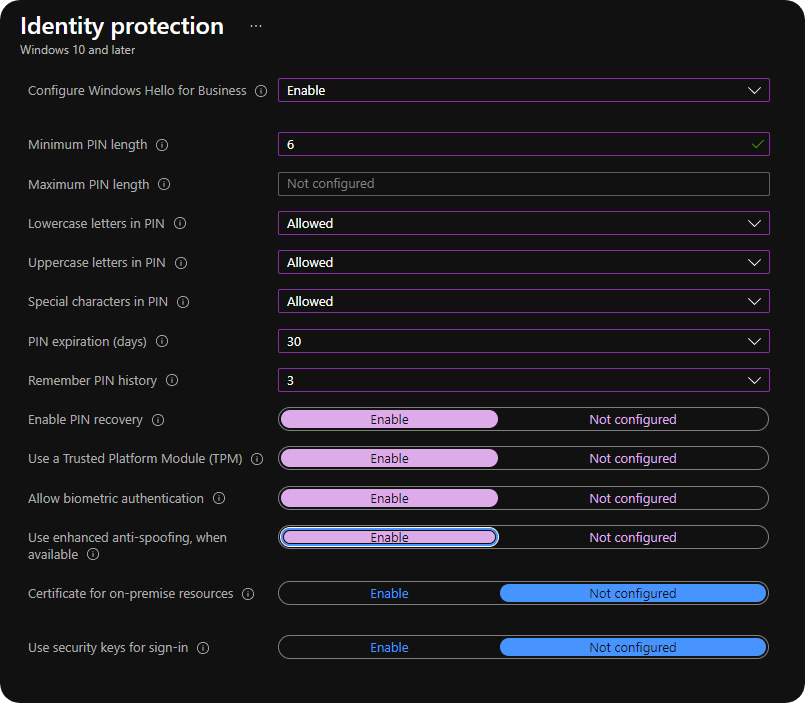 Identity protection ...
Windows 10 and later
Configure Windows Hello for Business Enable
Minimum PIN length 6
Maximum PIN length Not configured
Lowercase letters in PIN Allowed
Uppercase letters in PIN Allowed
Special characters in PIN Allowed
PIN expiration (days) 30
Remember PIN history 3
Enable PIN recovery Enable Not configured
Use a Trusted Platform Module (TPM) Enable Not configured
Allow biometric authentication Enable Not configured
Use enhanced anti-spoofing, when Enable Not configured
available
Certificate for on-premise resources Enable Not configured
Use security keys for sign-in Enable Not configured